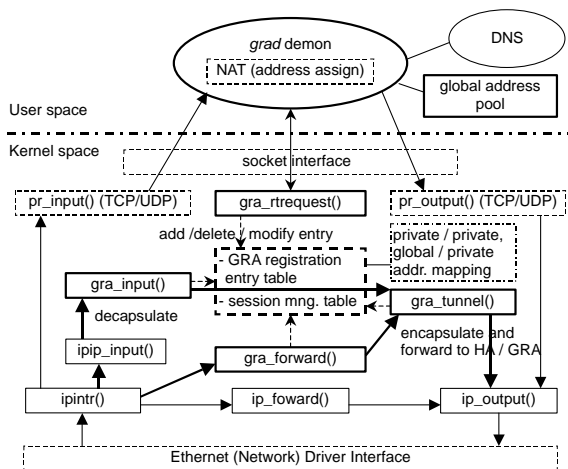 grad demon
DNS
NAT (address assign)
global address
pool
User space
Kernel space
socket interface
pr_input() (TCP/UDP)
gra_rtrequest()
pr_output() (TCP/UDP)
add /delete / modify entry
private / private,
global / private
addr. mapping
- GRA registration
entry table
- session mng. table
gra_input()
gra_tunnel()
decapsulate
encapsulate and
forward to HA / GRA
ipip_input()
gra_forward()
ipintr()
ip_foward()
ip_output()
Ethernet (Network) Driver Interface